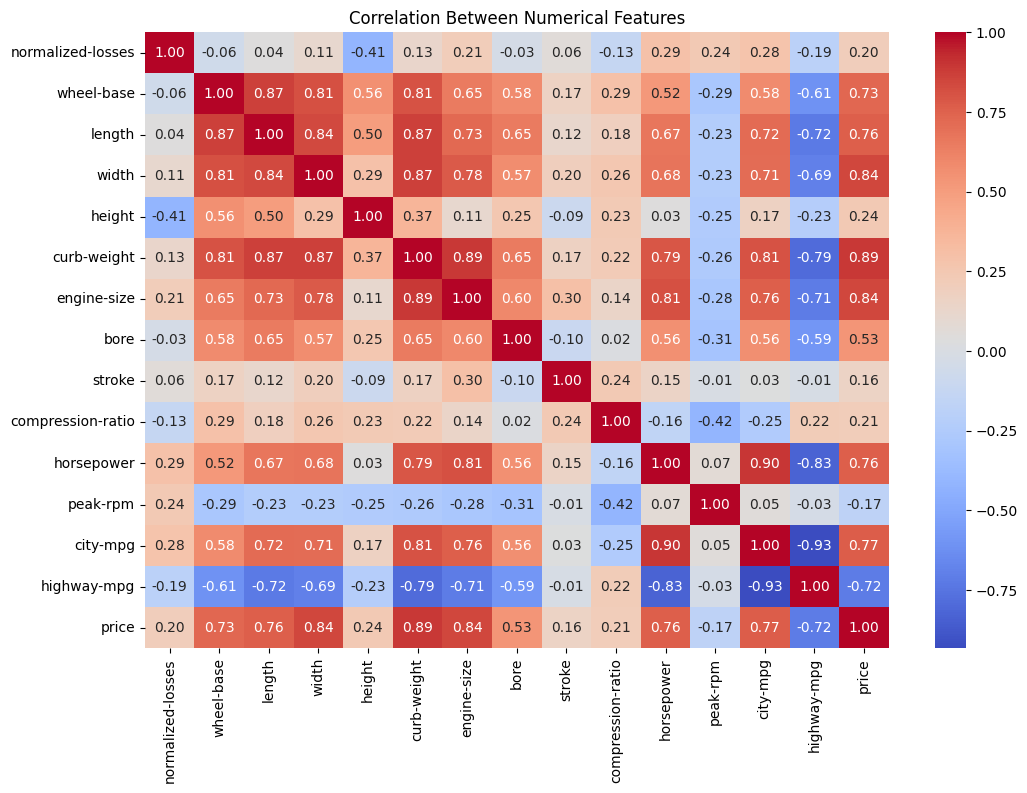 Correlation Between Numerical Features
normalized-losses 1.00 -0.06 0.04 0.11 -0.41 0.13 0.21 -0.03 0.06 -0.13 0.29 0.24 0.28 -0.19 0.20
wheel-base -0.06 1.00 0.87 0.81 0.56 0.81 0.65 0.58 0.17 0.29 0.52 -0.29 0.58 -0.61 0.73
length 0.04 0.87 1.00 0.84 0.50 0.87 0.73 0.65 0.12 0.18 0.67 -0.23 0.72 -0.72 0.76
width 0.11 0.81 0.84 1.00 0.29 0.87 0.78 0.57 0.20 0.26 0.68 -0.23 0.71 -0.69 0.84
height -0.41 0.56 0.50 0.29 1.00 0.37 0.11 0.25 -0.09 0.23 0.03 -0.25 0.17 -0.23 0.24
curb-weight 0.13 0.81 0.87 0.87 0.37 1.00 0.89 0.65 0.17 0.22 0.79 -0.26 0.81 -0.79 0.89
engine-size 0.21 0.65 0.73 0.78 0.11 0.89 1.00 0.60 0.30 0.14 0.81 -0.28 0.76 -0.71 0.84
bore -0.03 0.58 0.65 0.57 0.25 0.65 0.60 1.00 -0.10 0.02 0.56 -0.31 0.56 -0.59 0.53
stroke 0.06 0.17 0.12 0.20 -0.09 0.17 0.30 -0.10 1.00 0.24 0.15 -0.01 0.03 -0.01 0.16
compression-ratio -0.13 0.29 0.18 0.26 0.23 0.22 0.14 0.02 0.24 1.00 -0.16 -0.42 -0.25 0.22 0.21
horsepower 0.29 0.52 0.67 0.68 0.03 0.79 0.81 0.56 0.15 -0.16 1.00 0.07 0.90 -0.83 0.76
peak-rpm 0.24 -0.29 -0.23 -0.23 -0.25 -0.26 -0.28 -0.31 -0.01 -0.42 0.07 1.00 0.05 -0.03 -0.17
city-mpg 0.28 0.58 0.72 0.71 0.17 0.81 0.76 0.56 0.03 -0.25 0.90 0.05 1.00 -0.93 0.77
highway-mpg -0.19 -0.61 -0.72 -0.69 -0.23 -0.79 -0.71 -0.59 -0.01 0.22 -0.83 -0.03 -0.93 1.00 -0.72
price 0.20 0.73 0.76 0.84 0.24 0.89 0.84 0.53 0.16 0.21 0.76 -0.17 0.77 -0.72 1.00
normalized-losses
wheel-base
length
width
height
curb-weight
engine-size
bore
stroke
compression-ratio
horsepower
peak-rpm
city-mpg
highway-mpg
price
1.00
0.75
0.50
0.25
0.00
−0.25
−0.50
−0.75